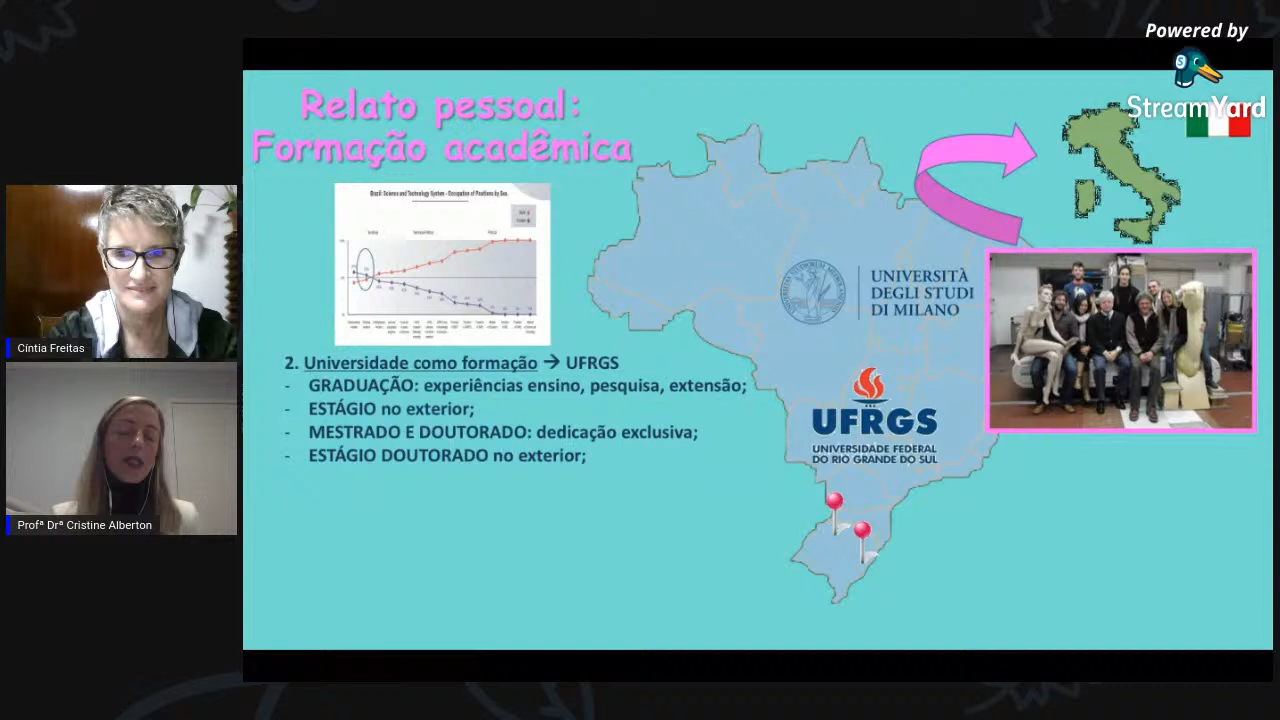 Powered by
StreamYard
Relato pessoal:
Formação acadêmica
Brazil: Science and Technology System - Occupation of Positions by Sex.
UNIVERSITÀ
DEGLI STUDI
DI MILANO
2. Universidade como formação → UFRGS
- GRADUAÇÃO: experiências ensino, pesquisa, extensão;
- ESTÁGIO no exterior;
- MESTRADO E DOUTORADO: dedicação exclusiva;
- ESTÁGIO DOUTORADO no exterior;
UFRGS
UNIVERSIDADE FEDERAL
DO RIO GRANDE DO SUL
Cíntia Freitas
Profª Drª Cristine Alberton